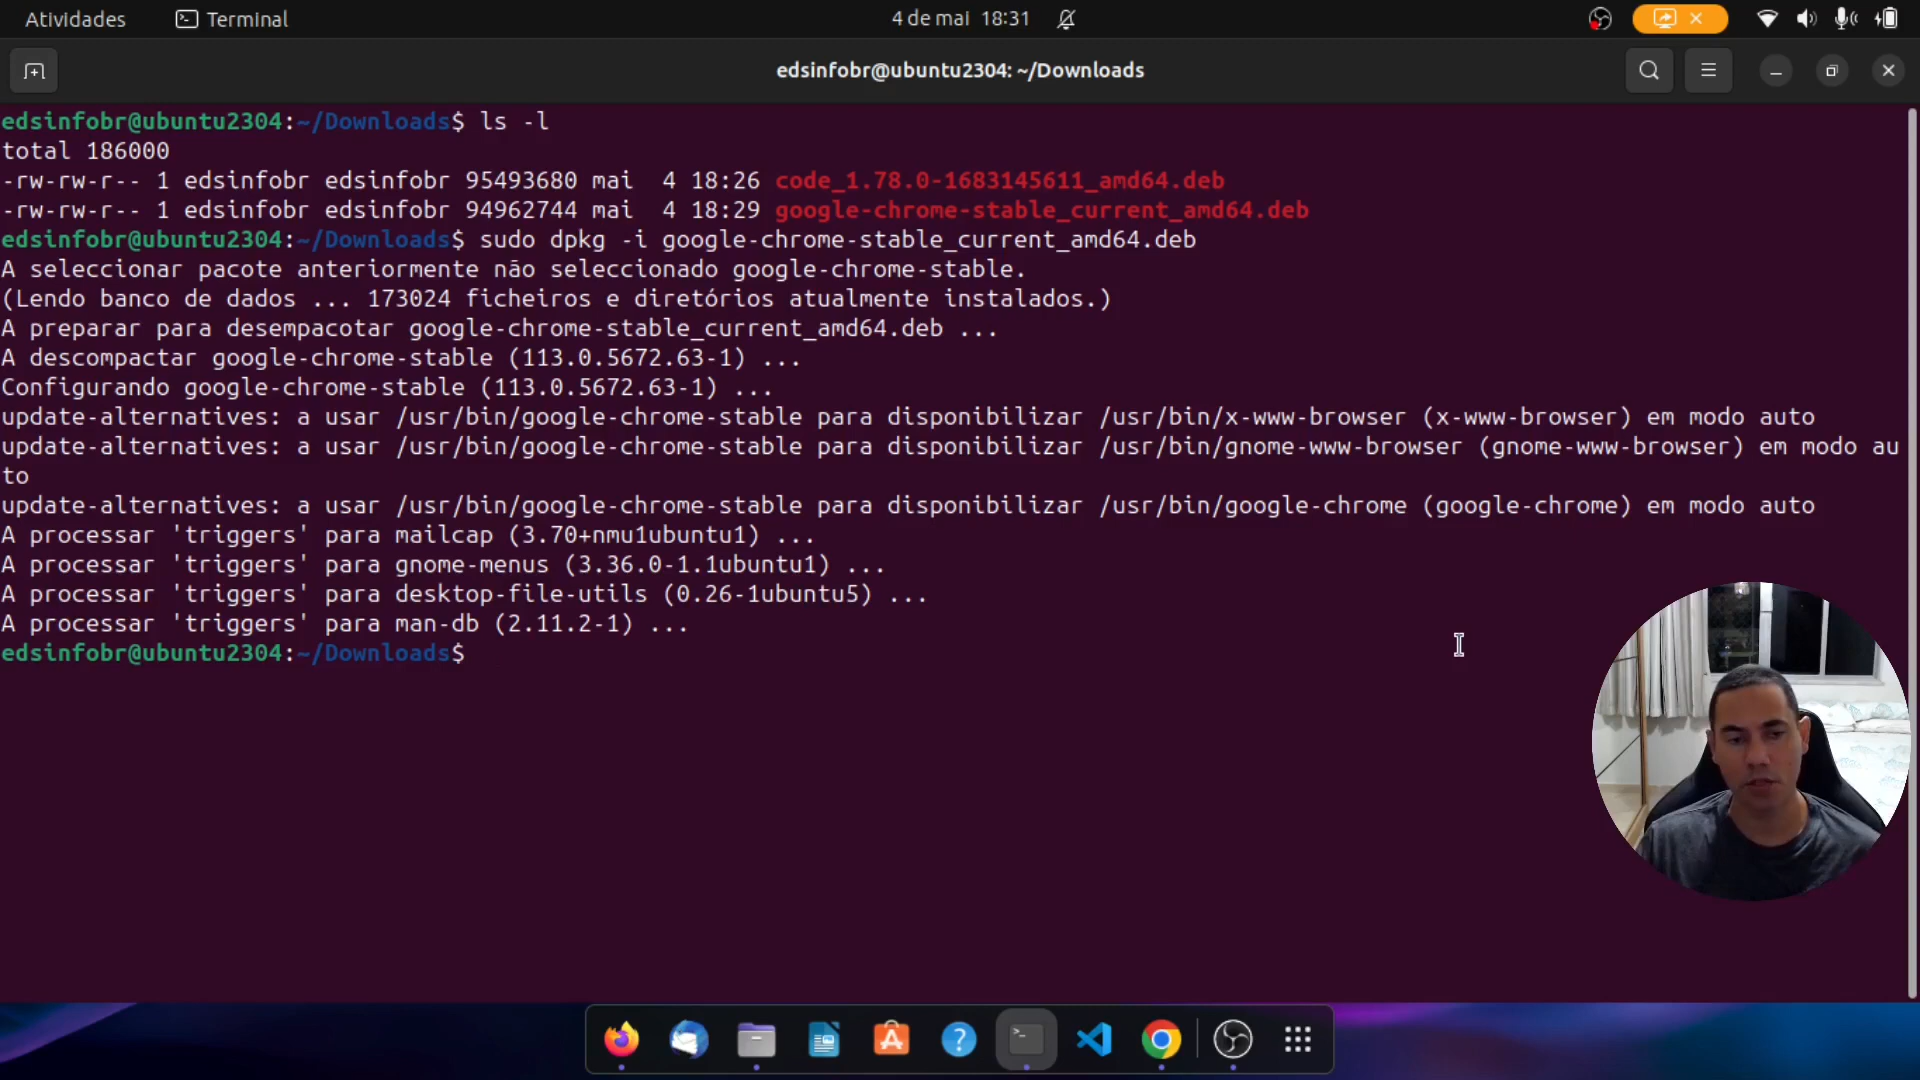 Atividades
Terminal
4 de mai 18:31
edsinfobr@ubuntu2304: ~/Downloads
edsinfobr@ubuntu2304:~/Downloads$ ls -l
total 186000
-rw-rw-r-- 1 edsinfobr edsinfobr 95493680 mai  4 18:26 code_1.78.0-1683145611_amd64.deb
-rw-rw-r-- 1 edsinfobr edsinfobr 94962744 mai  4 18:29 google-chrome-stable_current_amd64.deb
edsinfobr@ubuntu2304:~/Downloads$ sudo dpkg -i google-chrome-stable_current_amd64.deb
A seleccionar pacote anteriormente não seleccionado google-chrome-stable.
(Lendo banco de dados ... 173024 ficheiros e diretórios atualmente instalados.)
A preparar para desempacotar google-chrome-stable_current_amd64.deb ...
A descompactar google-chrome-stable (113.0.5672.63-1) ...
Configurando google-chrome-stable (113.0.5672.63-1) ...
update-alternatives: a usar /usr/bin/google-chrome-stable para disponibilizar /usr/bin/x-www-browser (x-www-browser) em modo auto
update-alternatives: a usar /usr/bin/google-chrome-stable para disponibilizar /usr/bin/gnome-www-browser (gnome-www-browser) em modo au
to
update-alternatives: a usar /usr/bin/google-chrome-stable para disponibilizar /usr/bin/google-chrome (google-chrome) em modo auto
A processar 'triggers' para mailcap (3.70+nmu1ubuntu1) ...
A processar 'triggers' para gnome-menus (3.36.0-1.1ubuntu1) ...
A processar 'triggers' para desktop-file-utils (0.26-1ubuntu5) ...
A processar 'triggers' para man-db (2.11.2-1) ...
edsinfobr@ubuntu2304:~/Downloads$